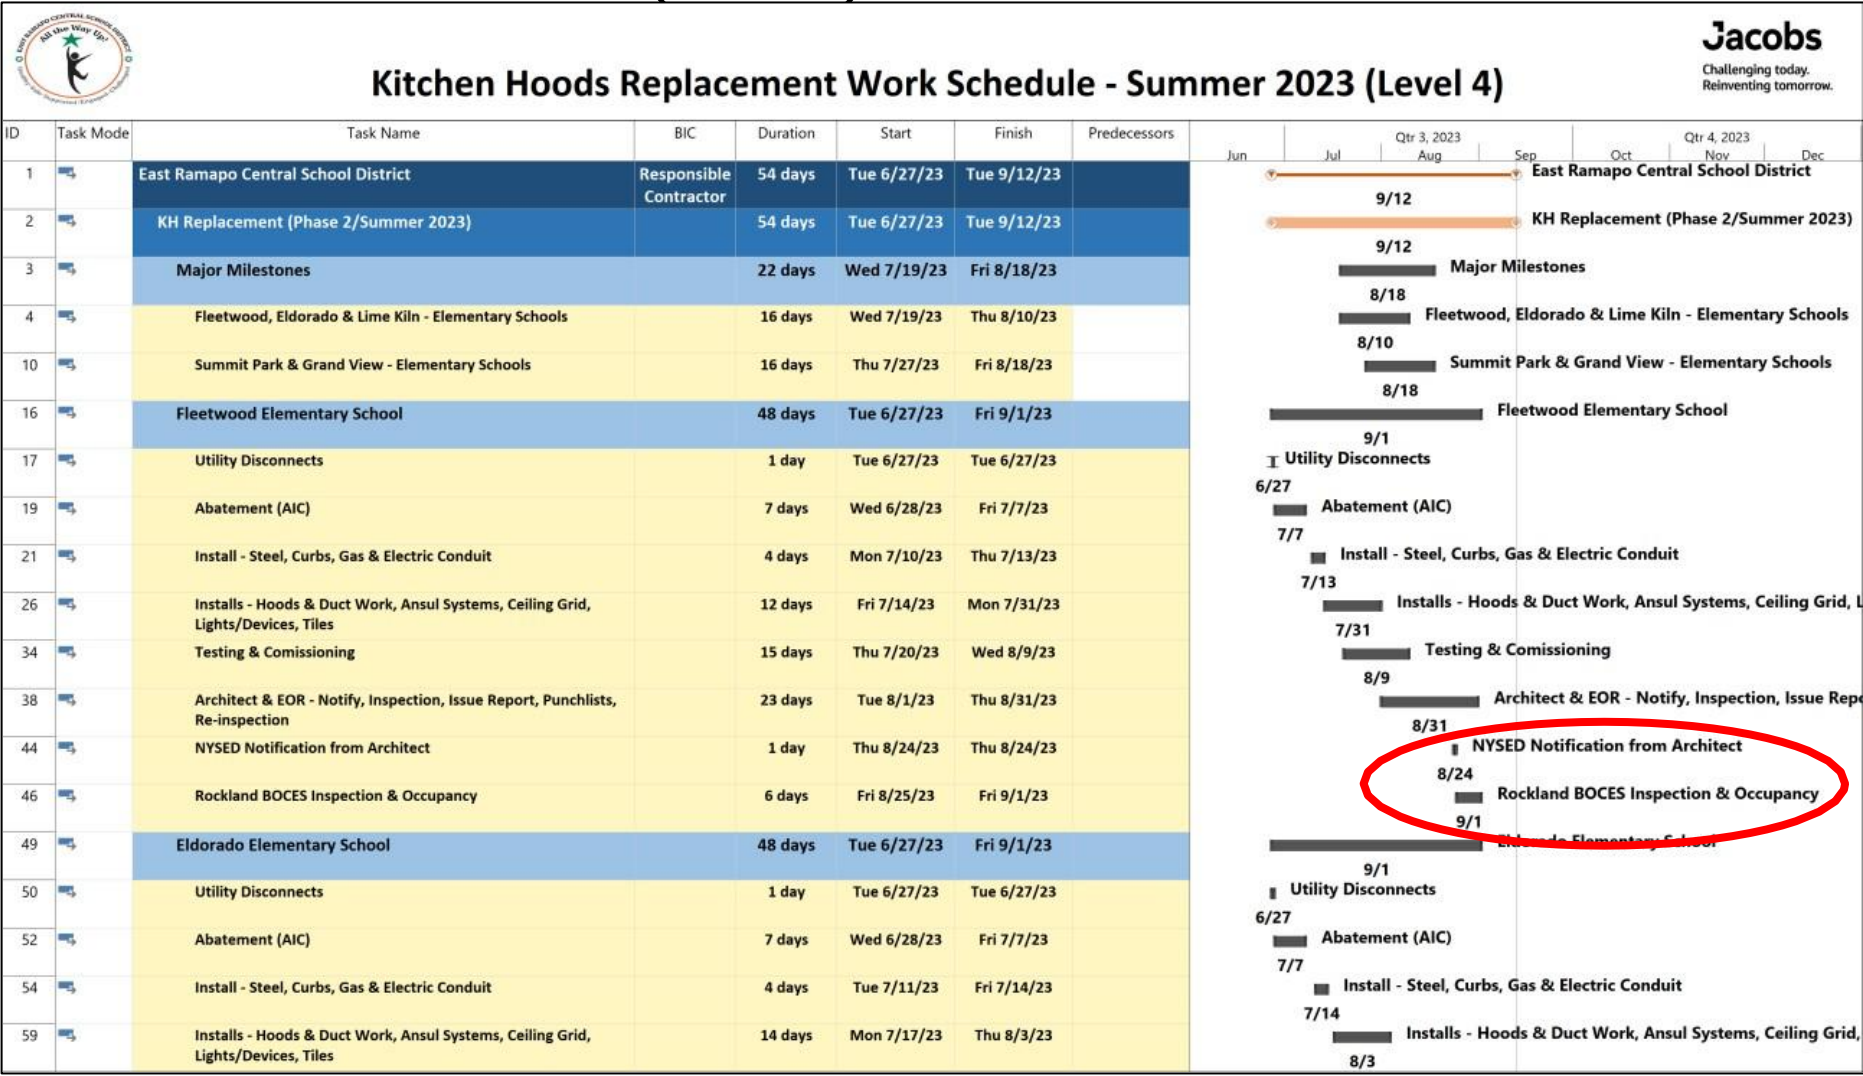 EAST RAMAPO CENTRAL SCHOOL DISTRICT
All the Way Up!
Jacobs
Challenging today.
Reinventing tomorrow.
Kitchen Hoods Replacement Work Schedule - Summer 2023 (Level 4)
ID Task Mode Task Name BIC Duration Start Finish Predecessors
Qtr 3, 2023 Qtr 4, 2023
Jun Jul Aug Sep Oct Nov Dec
1 East Ramapo Central School District Responsible Contractor 54 days Tue 6/27/23 Tue 9/12/23 East Ramapo Central School District
9/12
2 KH Replacement (Phase 2/Summer 2023) 54 days Tue 6/27/23 Tue 9/12/23 KH Replacement (Phase 2/Summer 2023)
9/12
3 Major Milestones 22 days Wed 7/19/23 Fri 8/18/23 Major Milestones
8/18
4 Fleetwood, Eldorado & Lime Kiln - Elementary Schools 16 days Wed 7/19/23 Thu 8/10/23 Fleetwood, Eldorado & Lime Kiln - Elementary Schools
8/10
10 Summit Park & Grand View - Elementary Schools 16 days Thu 7/27/23 Fri 8/18/23 Summit Park & Grand View - Elementary Schools
8/18
16 Fleetwood Elementary School 48 days Tue 6/27/23 Fri 9/1/23 Fleetwood Elementary School
9/1
17 Utility Disconnects 1 day Tue 6/27/23 Tue 6/27/23 Utility Disconnects
6/27
19 Abatement (AIC) 7 days Wed 6/28/23 Fri 7/7/23 Abatement (AIC)
7/7
21 Install - Steel, Curbs, Gas & Electric Conduit 4 days Mon 7/10/23 Thu 7/13/23 Install - Steel, Curbs, Gas & Electric Conduit
7/13
26 Installs - Hoods & Duct Work, Ansul Systems, Ceiling Grid, 12 days Fri 7/14/23 Mon 7/31/23 Installs - Hoods & Duct Work, Ansul Systems, Ceiling Grid, L
Lights/Devices, Tiles 7/31
34 Testing & Comissioning 15 days Thu 7/20/23 Wed 8/9/23 Testing & Comissioning
8/9
38 Architect & EOR - Notify, Inspection, Issue Report, Punchlists, 23 days Tue 8/1/23 Thu 8/31/23 Architect & EOR - Notify, Inspection, Issue Repo
Re-inspection 8/31
44 NYSED Notification from Architect 1 day Thu 8/24/23 Thu 8/24/23 NYSED Notification from Architect
8/24
46 Rockland BOCES Inspection & Occupancy 6 days Fri 8/25/23 Fri 9/1/23 Rockland BOCES Inspection & Occupancy
9/1
49 Eldorado Elementary School 48 days Tue 6/27/23 Fri 9/1/23 Eldorado Elementary School
9/1
50 Utility Disconnects 1 day Tue 6/27/23 Tue 6/27/23 Utility Disconnects
6/27
52 Abatement (AIC) 7 days Wed 6/28/23 Fri 7/7/23 Abatement (AIC)
7/7
54 Install - Steel, Curbs, Gas & Electric Conduit 4 days Tue 7/11/23 Fri 7/14/23 Install - Steel, Curbs, Gas & Electric Conduit
7/14
59 Installs - Hoods & Duct Work, Ansul Systems, Ceiling Grid, 14 days Mon 7/17/23 Thu 8/3/23 Installs - Hoods & Duct Work, Ansul Systems, Ceiling Grid,
Lights/Devices, Tiles 8/3